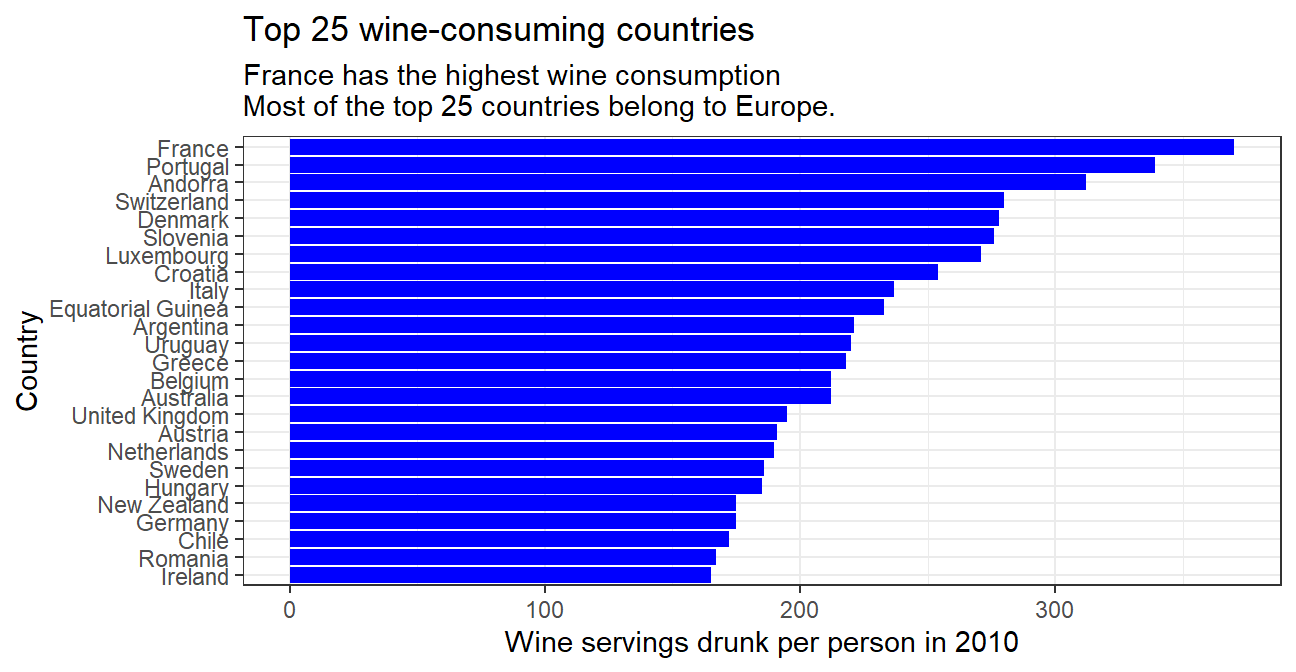 Top 25 wine-consuming countries
France has the highest wine consumption
Most of the top 25 countries belong to Europe.
Country
France
Portugal
Andorra
Switzerland
Denmark
Slovenia
Luxembourg
Croatia
Italy
Equatorial Guinea
Argentina
Uruguay
Greece
Belgium
Australia
United Kingdom
Austria
Netherlands
Sweden
Hungary
New Zealand
Germany
Chile
Romania
Ireland
0 100 200 300
Wine servings drunk per person in 2010